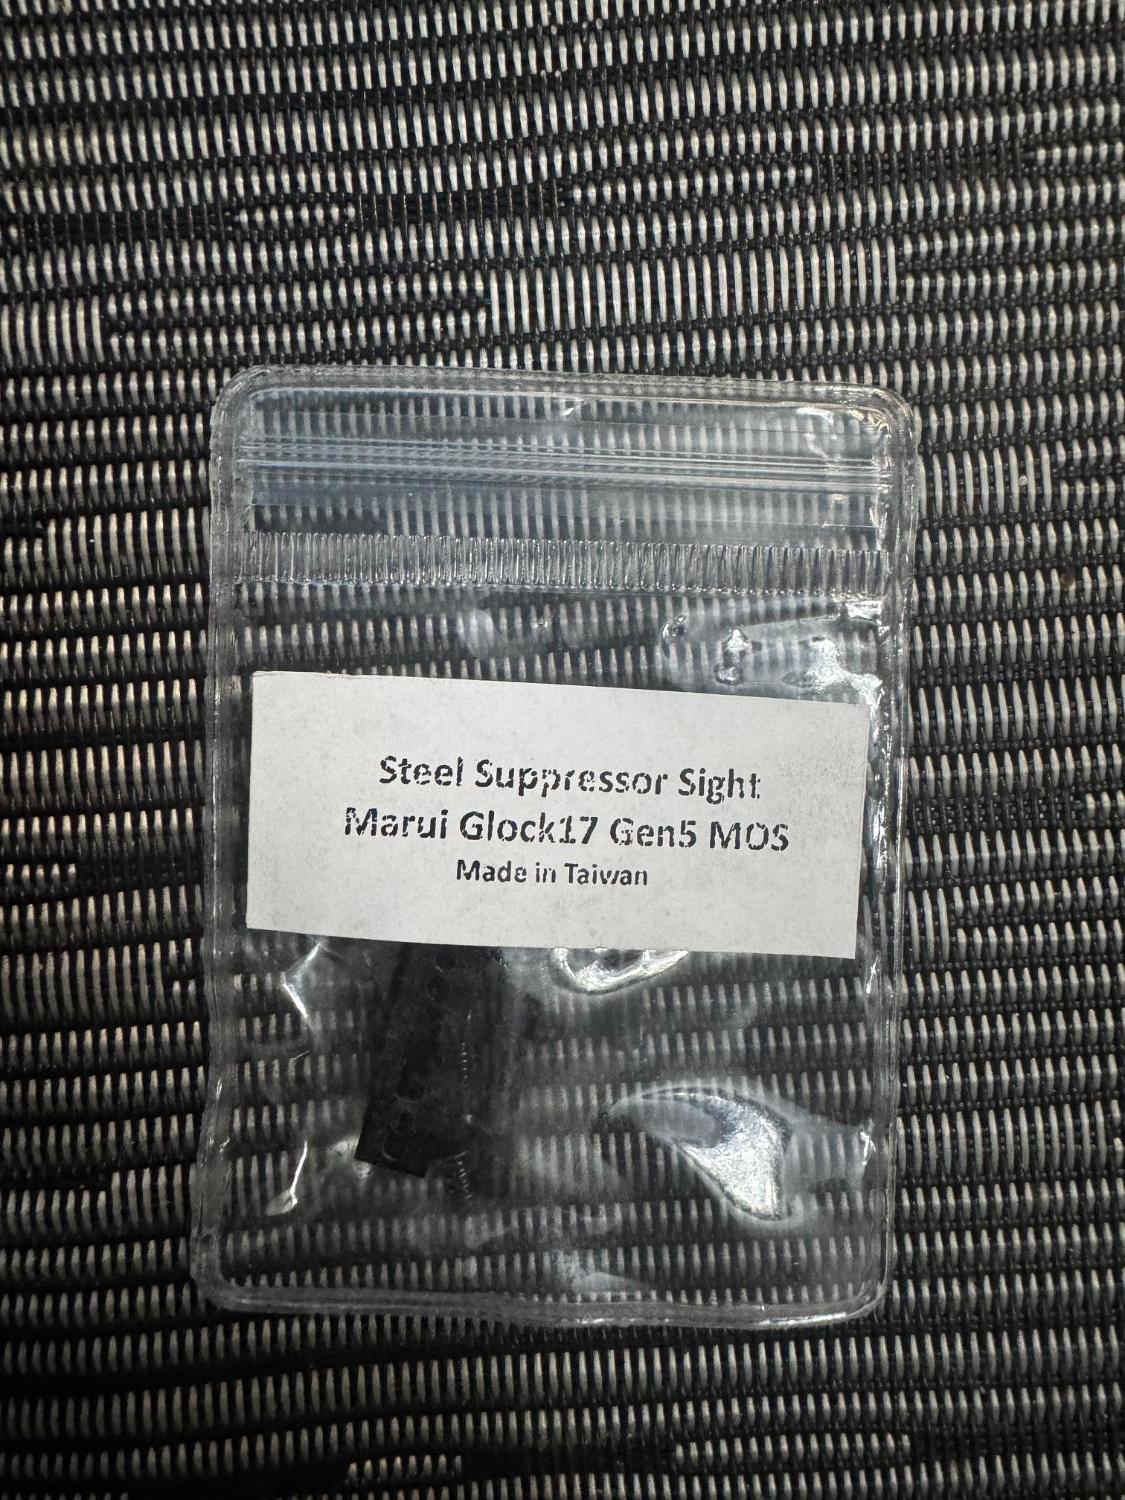 Steel Suppressor Sight
Marui Glock17 Gen5 MOS
Made in Taiwan